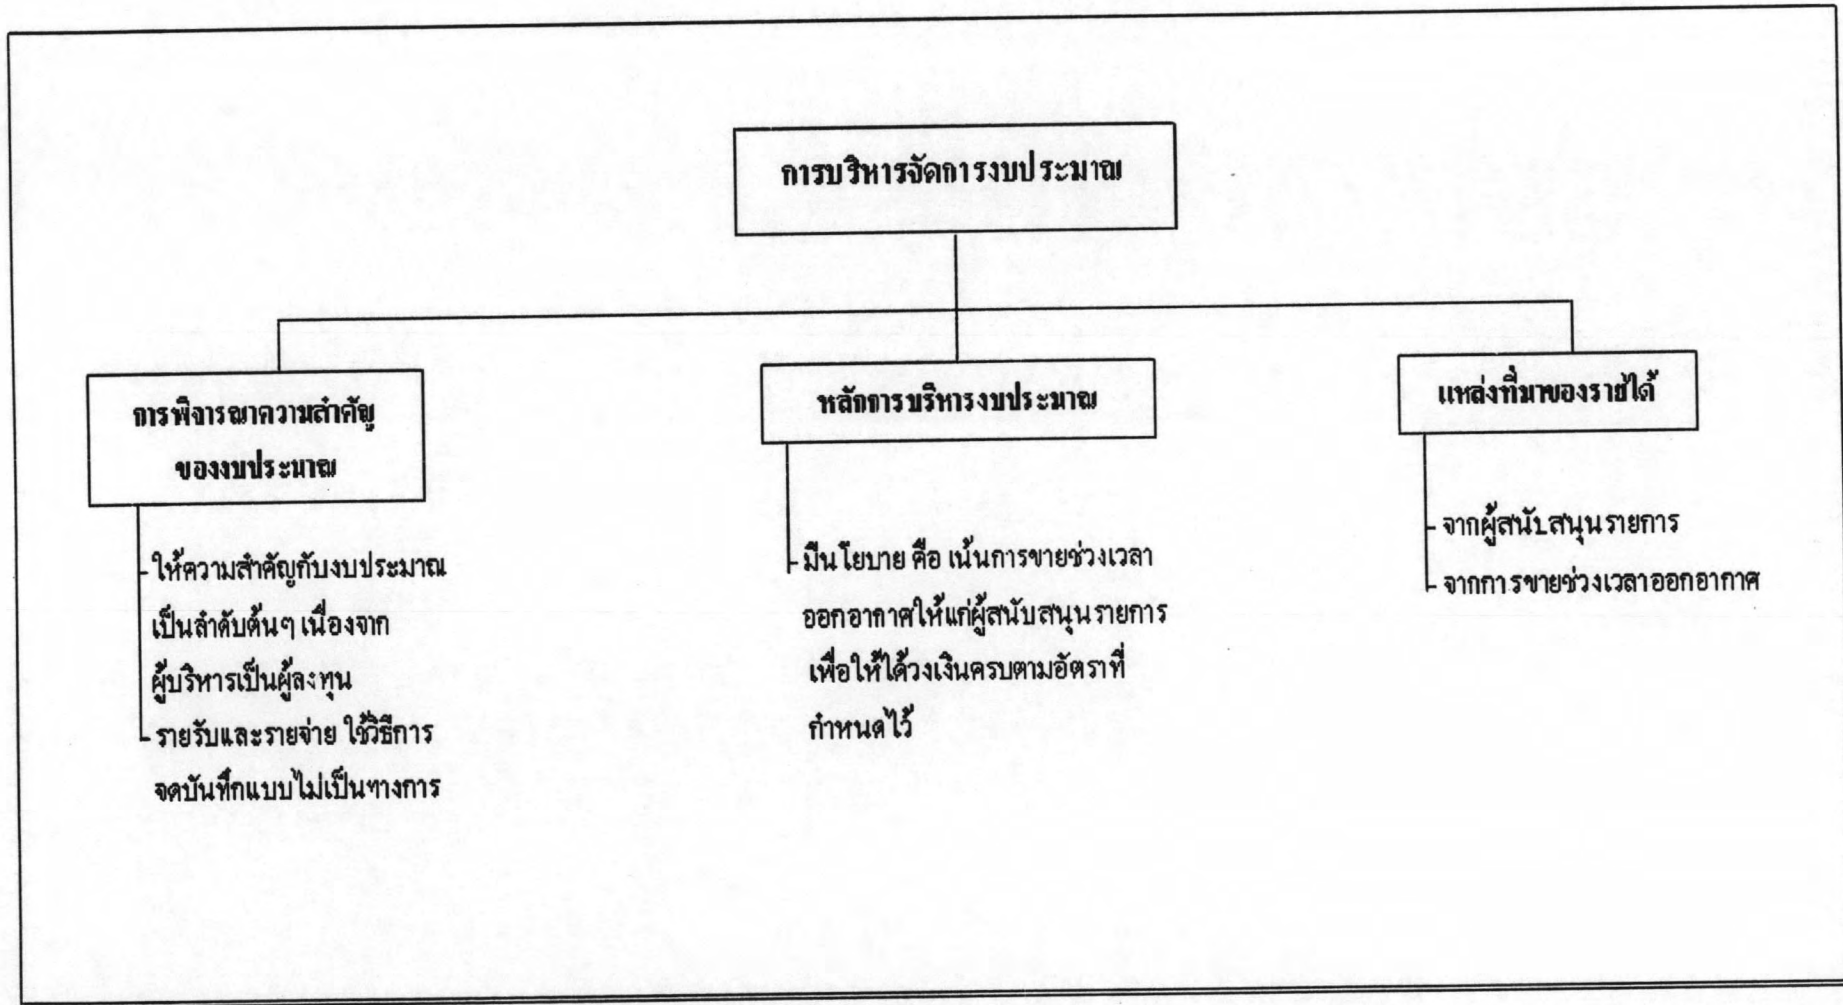 การบริหารจัดการงบประมาณ
การพิจารณาความสำคัญ
ของงบประมาณ
- ให้ความสำคัญกับงบประมาณ
เป็นลำดับต้นๆ เนื่องจาก
ผู้บริหารเป็นผู้ลงทุน
- รายรับและรายจ่าย ใช้วิธีการ
จดบันทึกแบบไม่เป็นทางการ
หลักการบริหารงบประมาณ
- มีนโยบาย คือ เน้นการขายช่วงเวลา
ออกอากาศให้แก่ผู้สนับสนุนรายการ
เพื่อให้ได้วงเงินครบตามอัตราที่
กำหนดไว้
แหล่งที่มาของรายได้
- จากผู้สนับสนุนรายการ
- จากการขายช่วงเวลาออกอากาศ